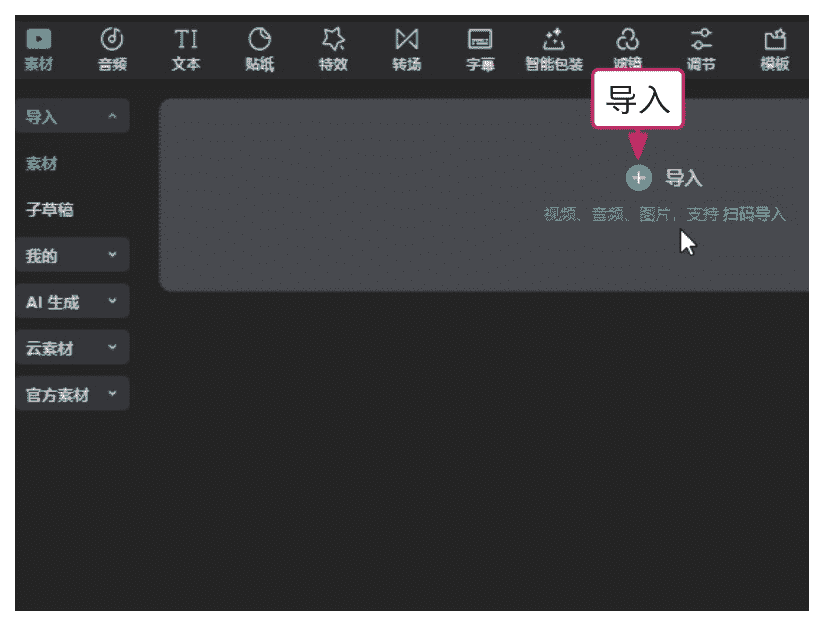 素材 音频 文本 贴纸 特效 转场 字幕 智能包装 滤镜 调节 模板
导入
导入
素材
子草稿
我的
AI 生成
云素材
官方素材
导入
视频、音频、图片，支持 扫码导入